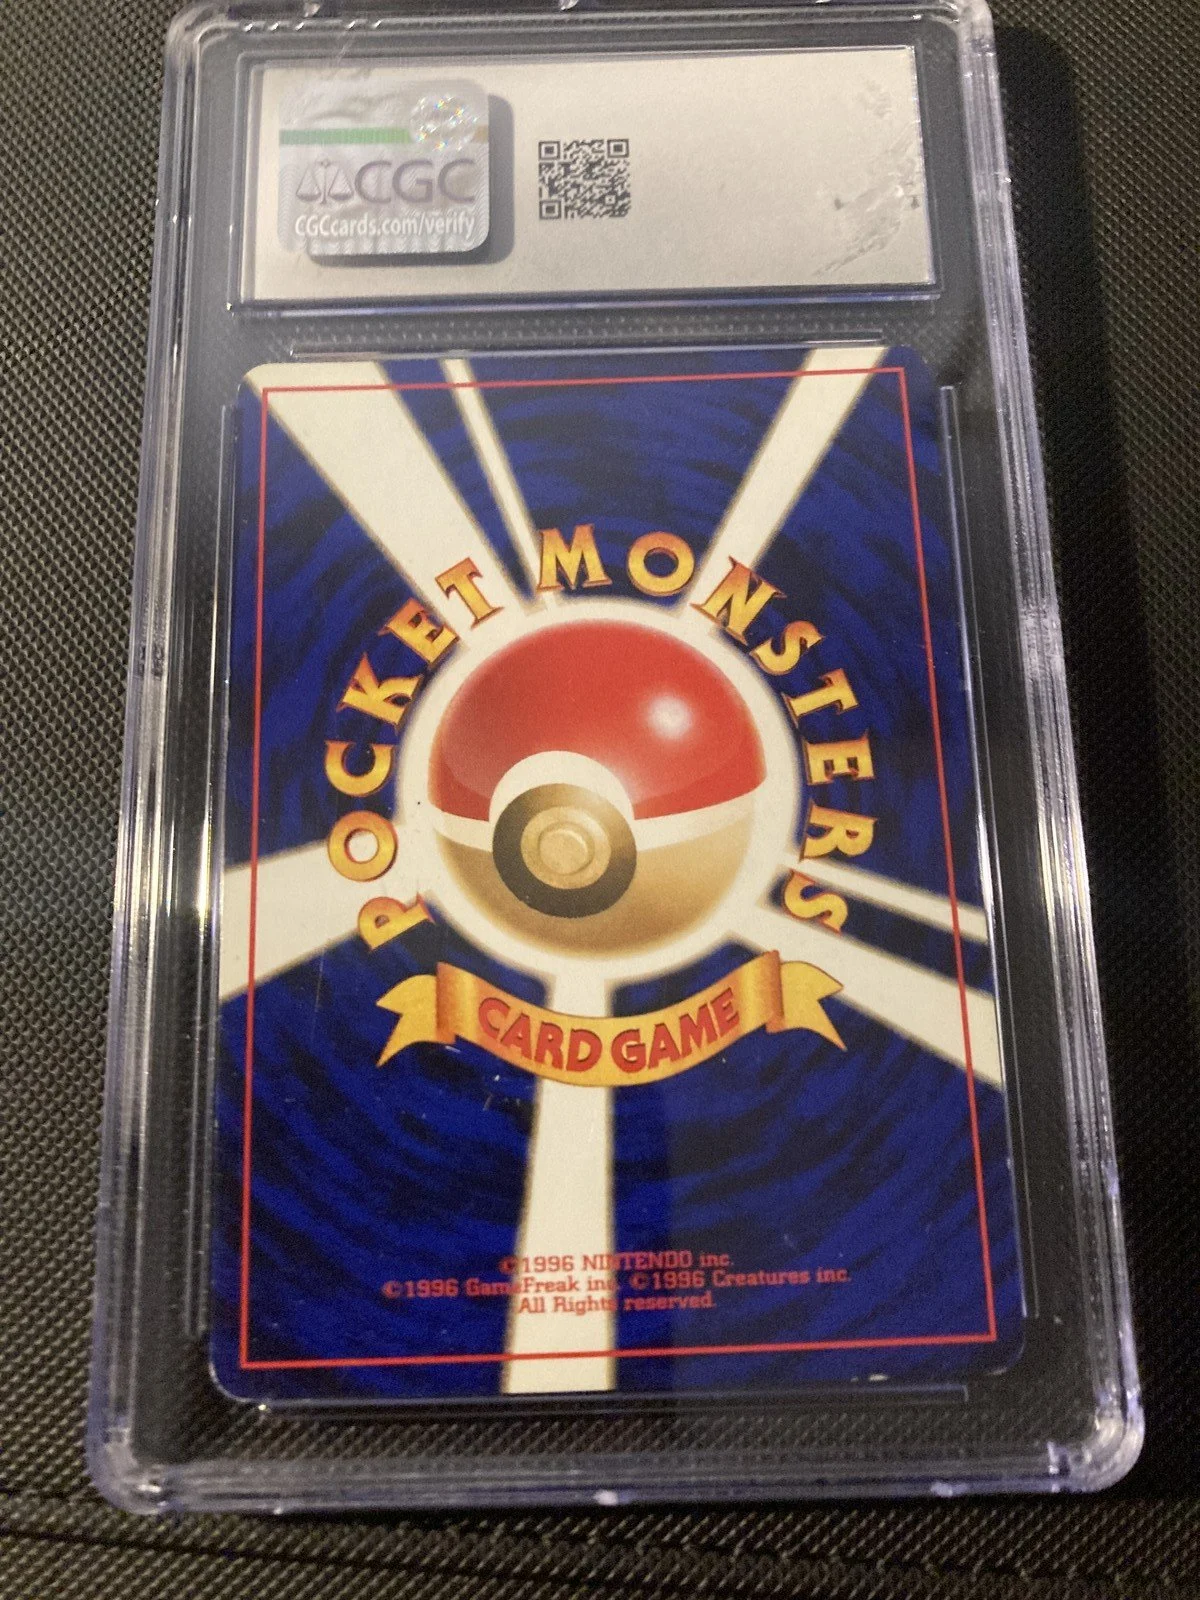 CGC
CGCcards.com/verify
POCKET MONSTERS
CARD GAME
©1996 NINTENDO inc.
©1996 GameFreak inc. ©1996 Creatures inc.
All Rights reserved.